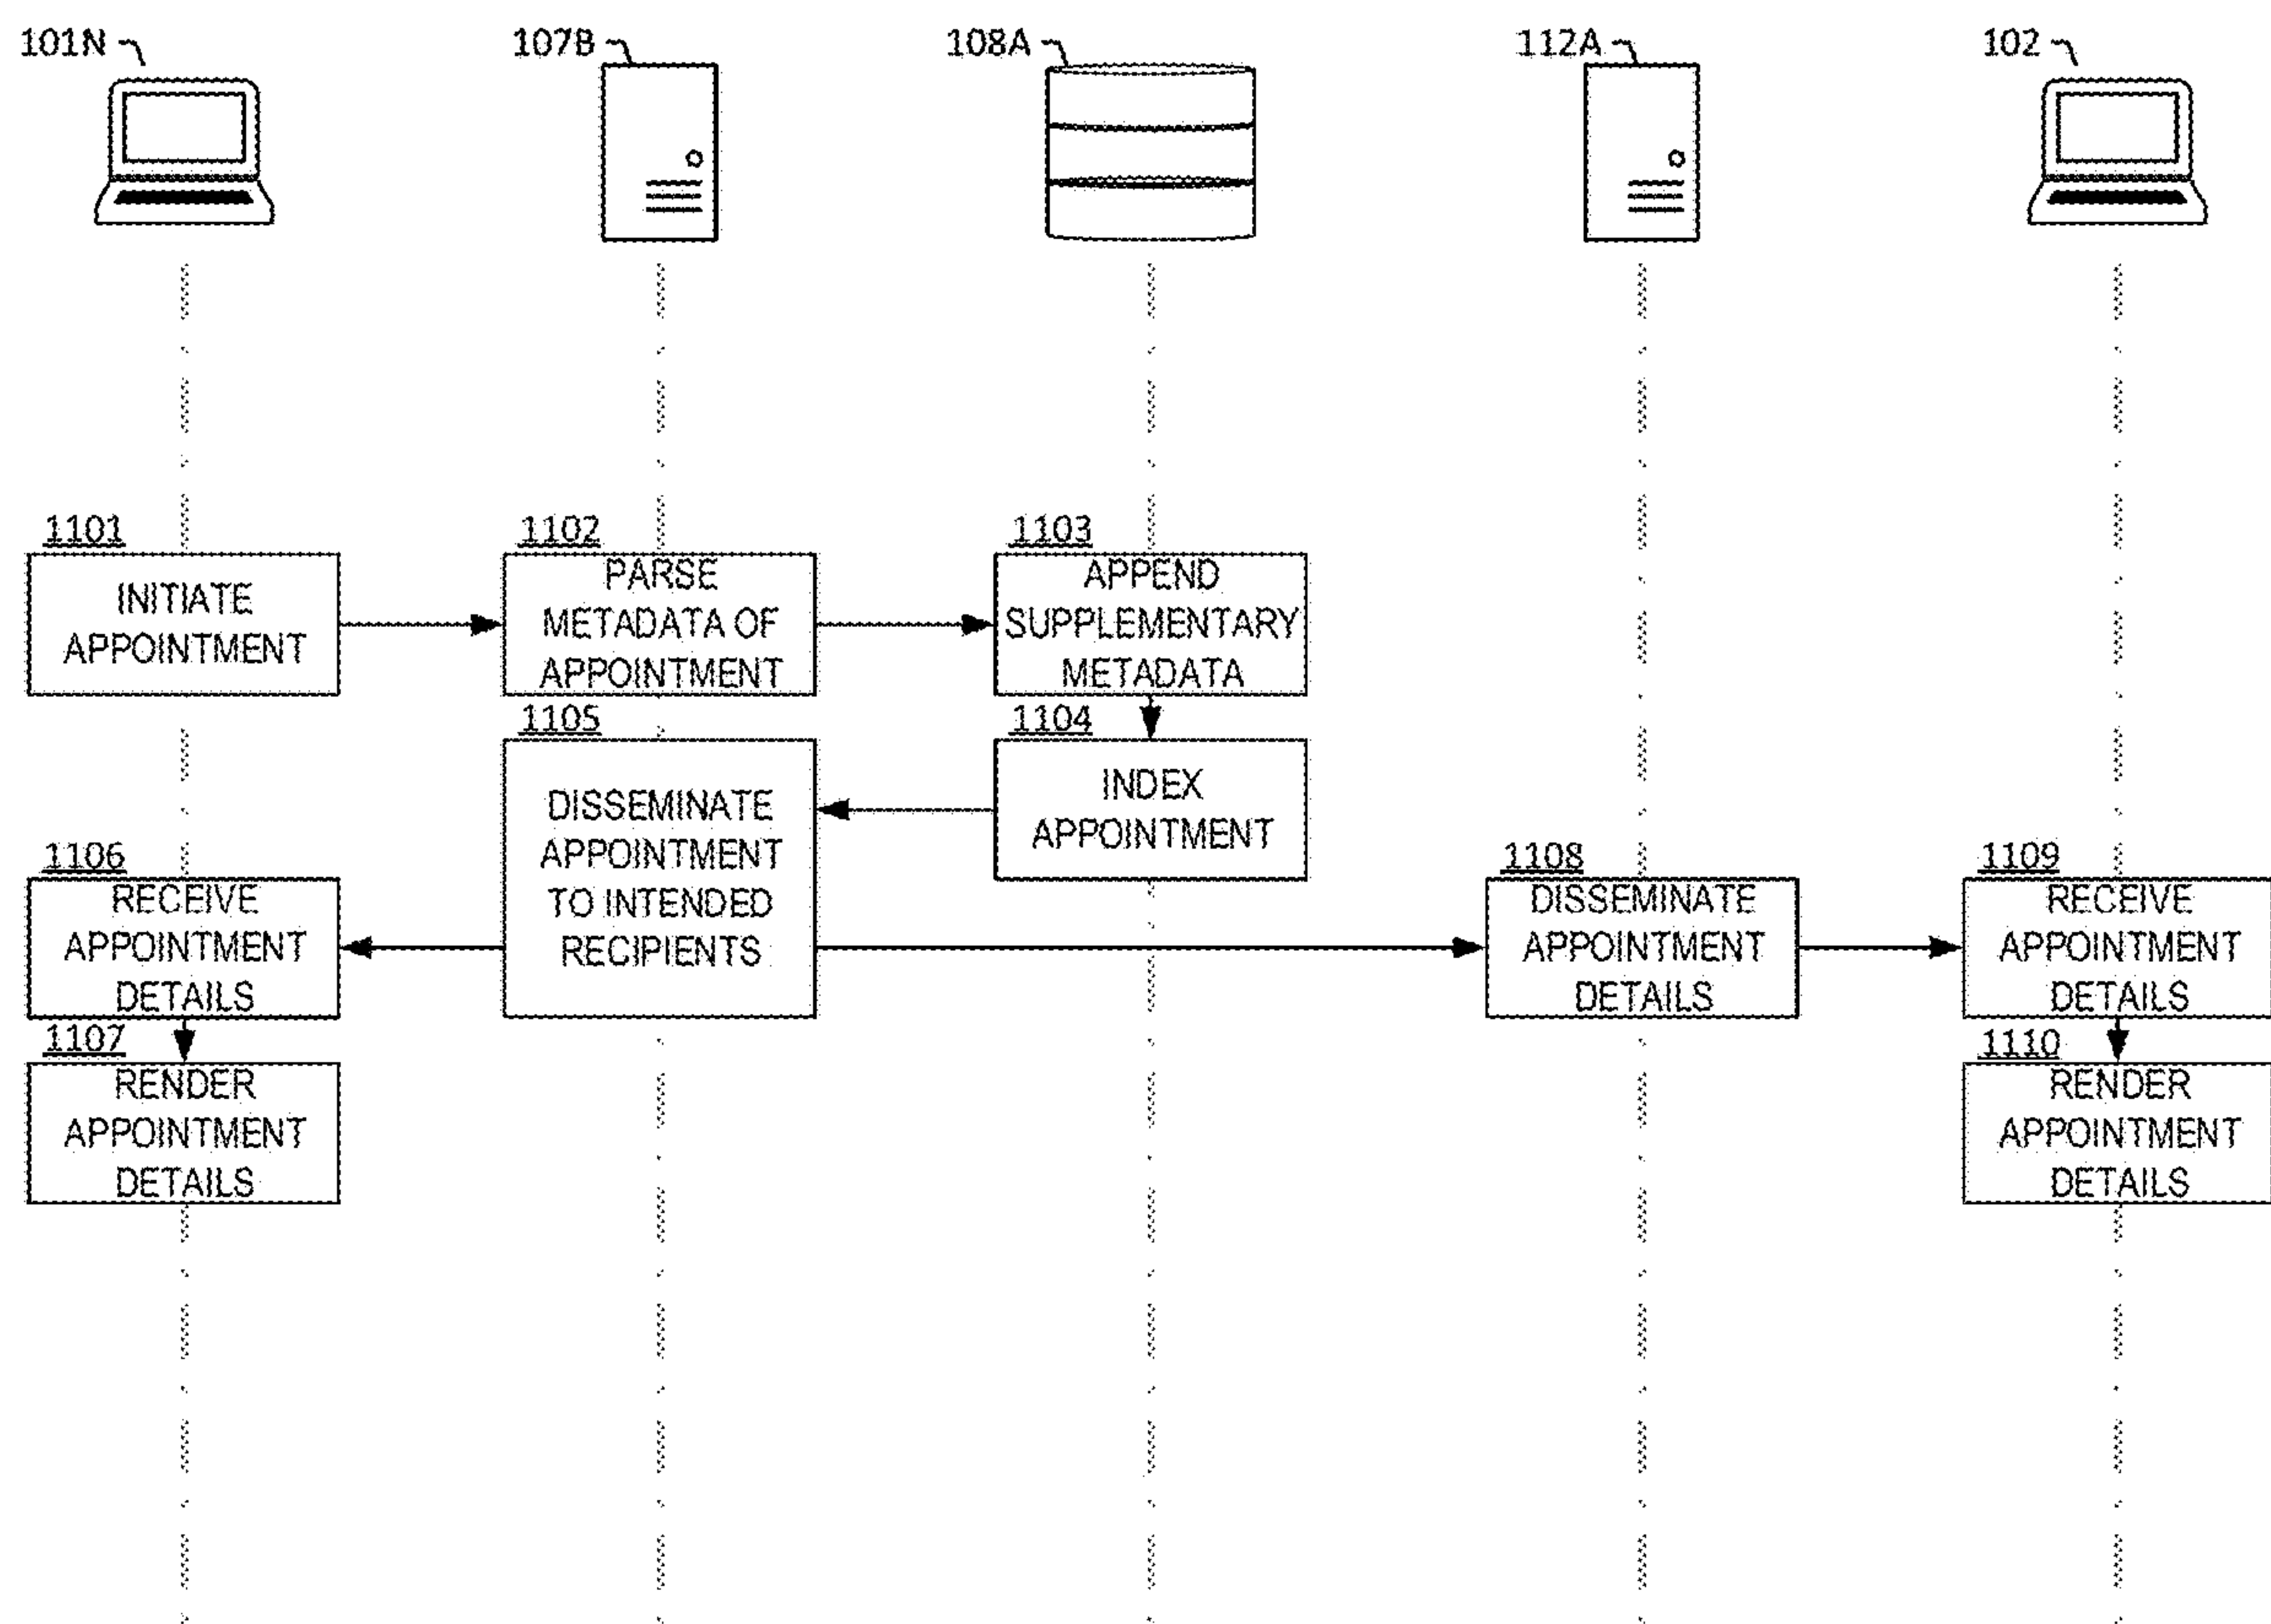 101N
107B
108A
112A
102
1101
INITIATE
APPOINTMENT
1102
PARSE
METADATA OF
APPOINTMENT
1103
APPEND
SUPPLEMENTARY
METADATA
1104
INDEX
APPOINTMENT
1105
DISSEMINATE
APPOINTMENT
TO INTENDED
RECIPIENTS
1106
RECEIVE
APPOINTMENT
DETAILS
1107
RENDER
APPOINTMENT
DETAILS
1108
DISSEMINATE
APPOINTMENT
DETAILS
1109
RECEIVE
APPOINTMENT
DETAILS
1110
RENDER
APPOINTMENT
DETAILS